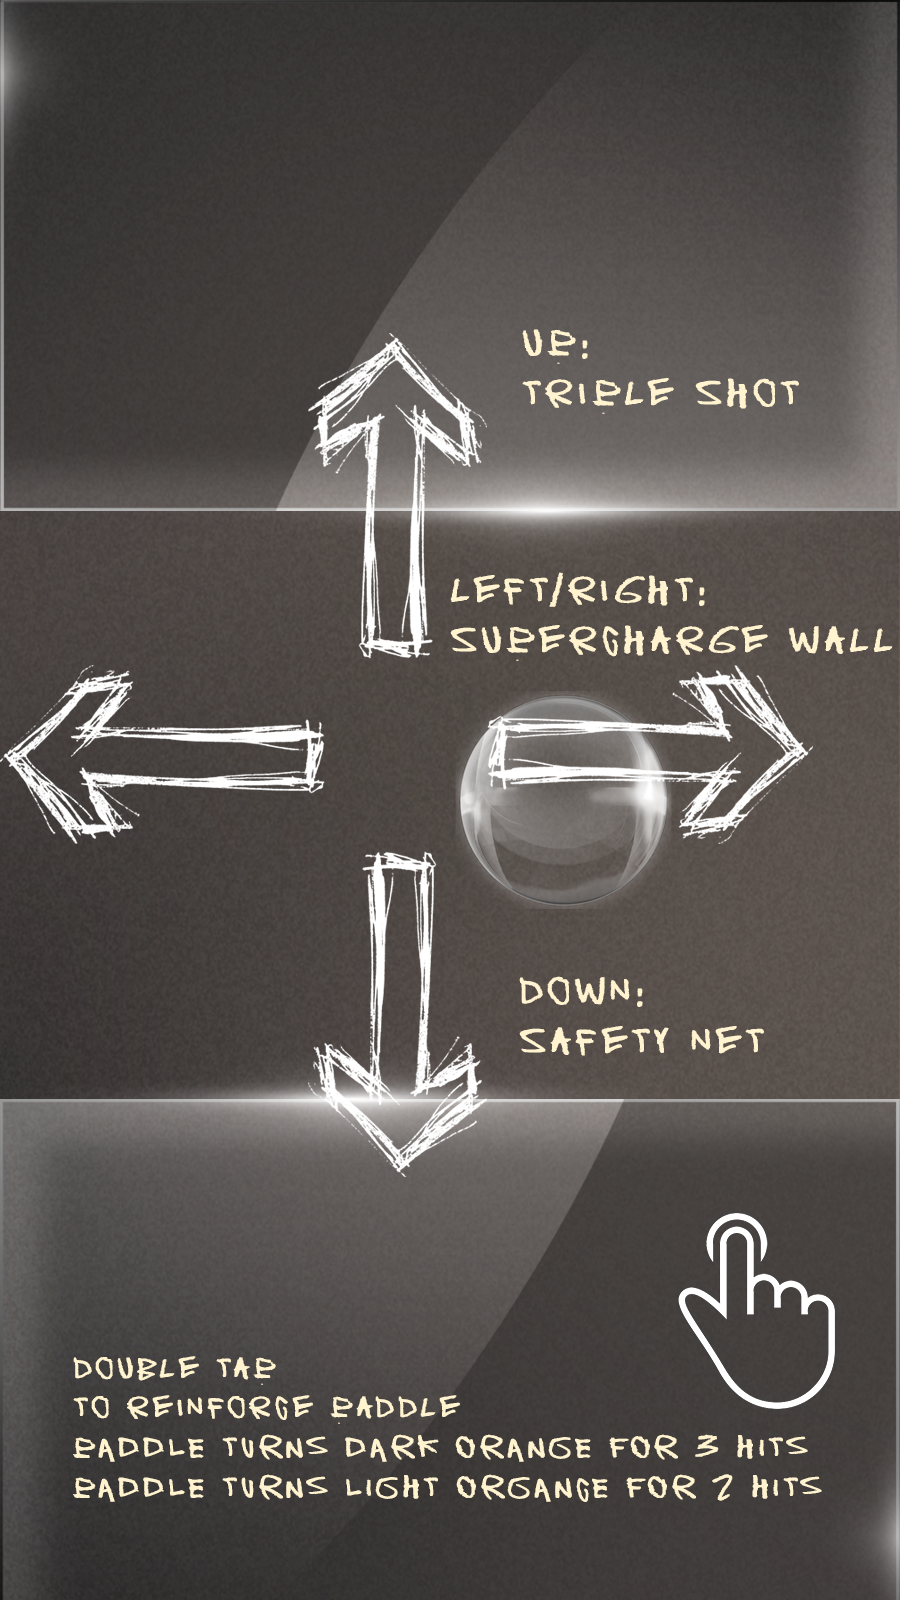 UP:
TRIPLE SHOT
LEFT/RIGHT:
SUPERCHARGE WALL
DOWN:
SAFETY NET
DOUBLE TAP
TO REINFORCE PADDLE
PADDLE TURNS DARK ORANGE FOR 3 HITS
PADDLE TURNS LIGHT ORGANGE FOR 2 HITS